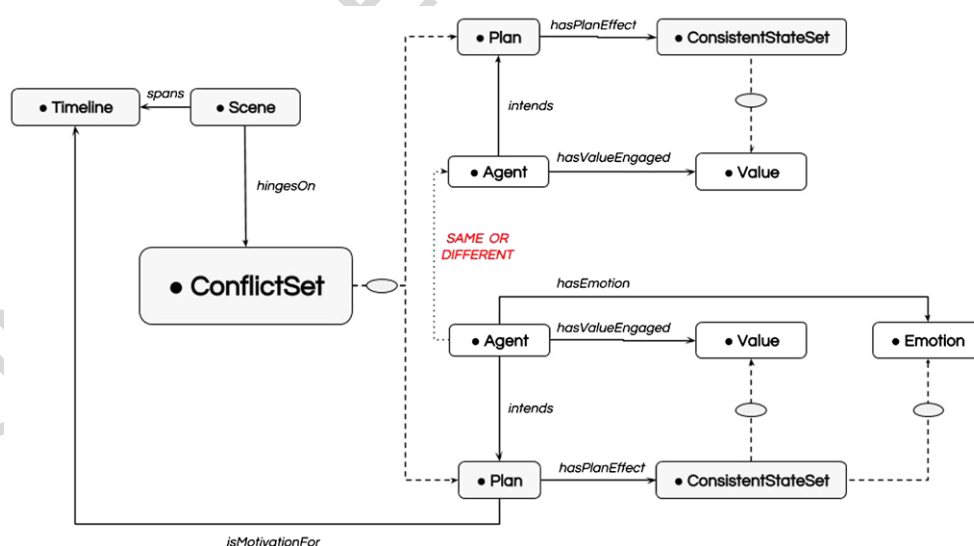 hasPlanEffect
• Plan
• ConsistentStateSet
spans
• Timeline
• Scene
intends
hasValueEngaged
• Agent
• Value
hingesOn
SAME OR
DIFFERENT
• ConflictSet
hasEmotion
hasValueEngaged
• Agent
• Value
• Emotion
intends
hasPlanEffect
• Plan
• ConsistentStateSet
isMotivationFor